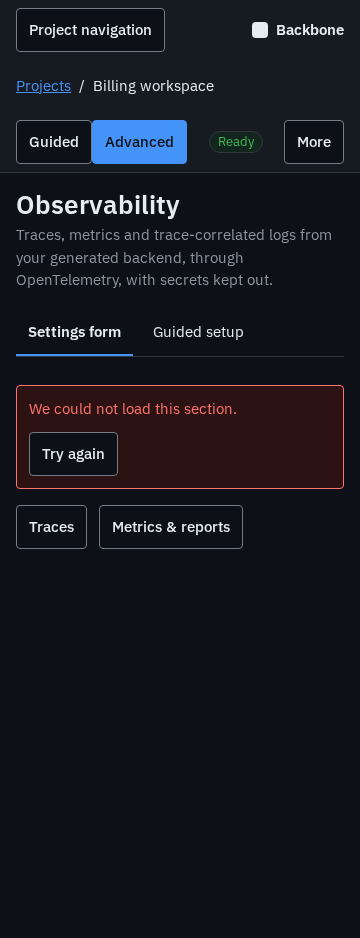 Project navigation
Backbone
Projects / Billing workspace
Guided
Advanced
Ready
More
Observability
Traces, metrics and trace-correlated logs from
your generated backend, through
OpenTelemetry, with secrets kept out.
Settings form
Guided setup
We could not load this section.
Try again
Traces
Metrics & reports